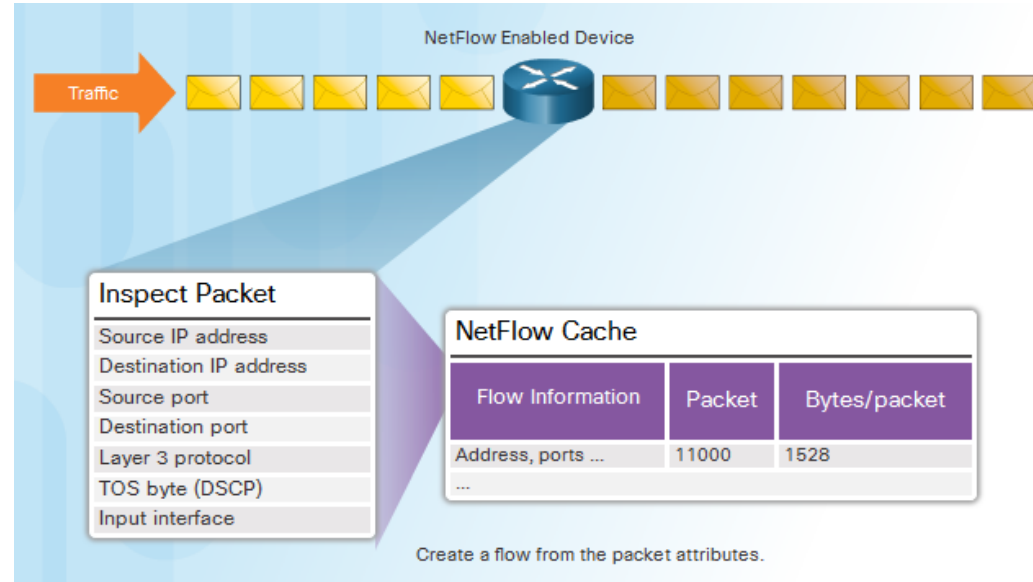 NetFlow Enabled Device
Traffic
Inspect Packet
Source IP address
Destination IP address
Source port
Destination port
Layer 3 protocol
TOS byte (DSCP)
Input interface
NetFlow Cache
Flow Information Packet Bytes/packet
Address, ports ... 11000 1528
...
Create a flow from the packet attributes.